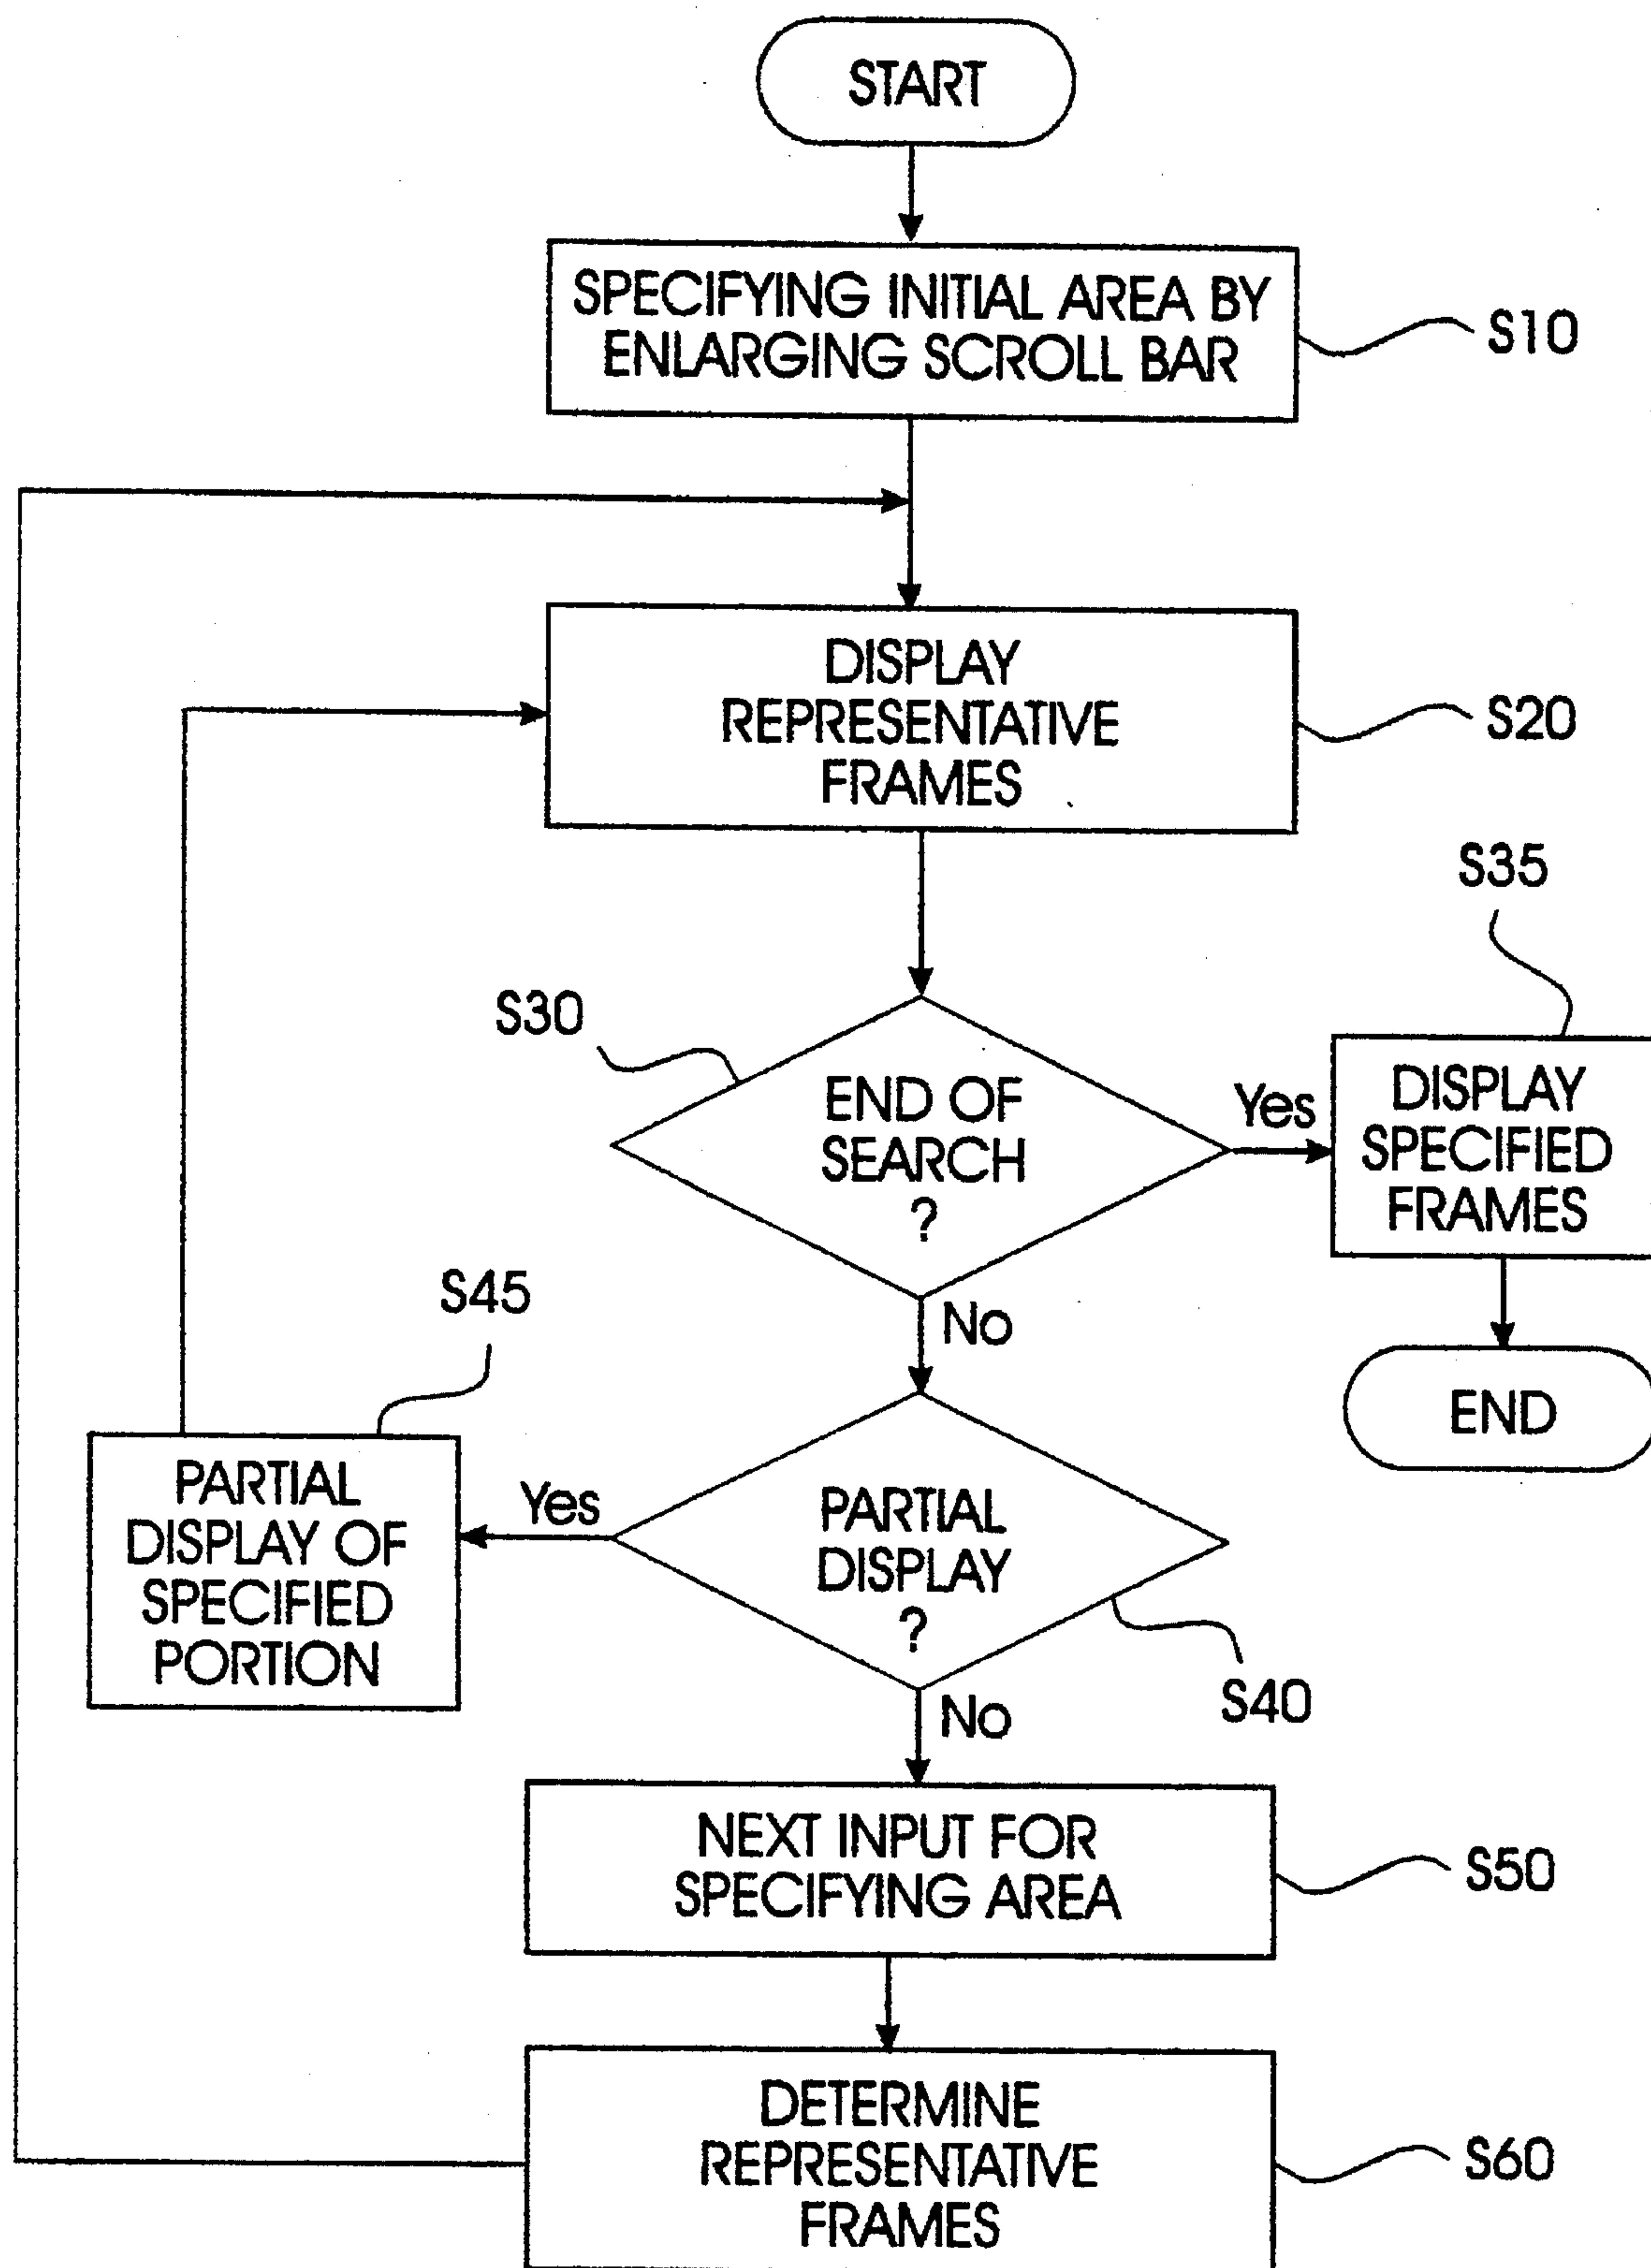 START
SPECIFYING INITIAL AREA BY
ENLARGING SCROLL BAR
S10
DISPLAY
REPRESENTATIVE
FRAMES
S20
S35
S30
END OF
SEARCH
?
Yes
DISPLAY
SPECIFIED
FRAMES
No
END
S45
PARTIAL
DISPLAY OF
SPECIFIED
PORTION
Yes
PARTIAL
DISPLAY
?
S40
No
NEXT INPUT FOR
SPECIFYING AREA
S50
DETERMINE
REPRESENTATIVE
FRAMES
S60